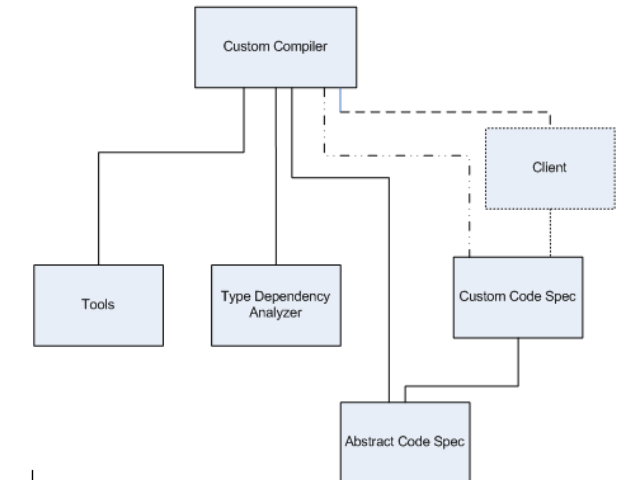 Custom Compiler
Client
Tools
Type Dependency
Analyzer
Custom Code Spec
Abstract Code Spec